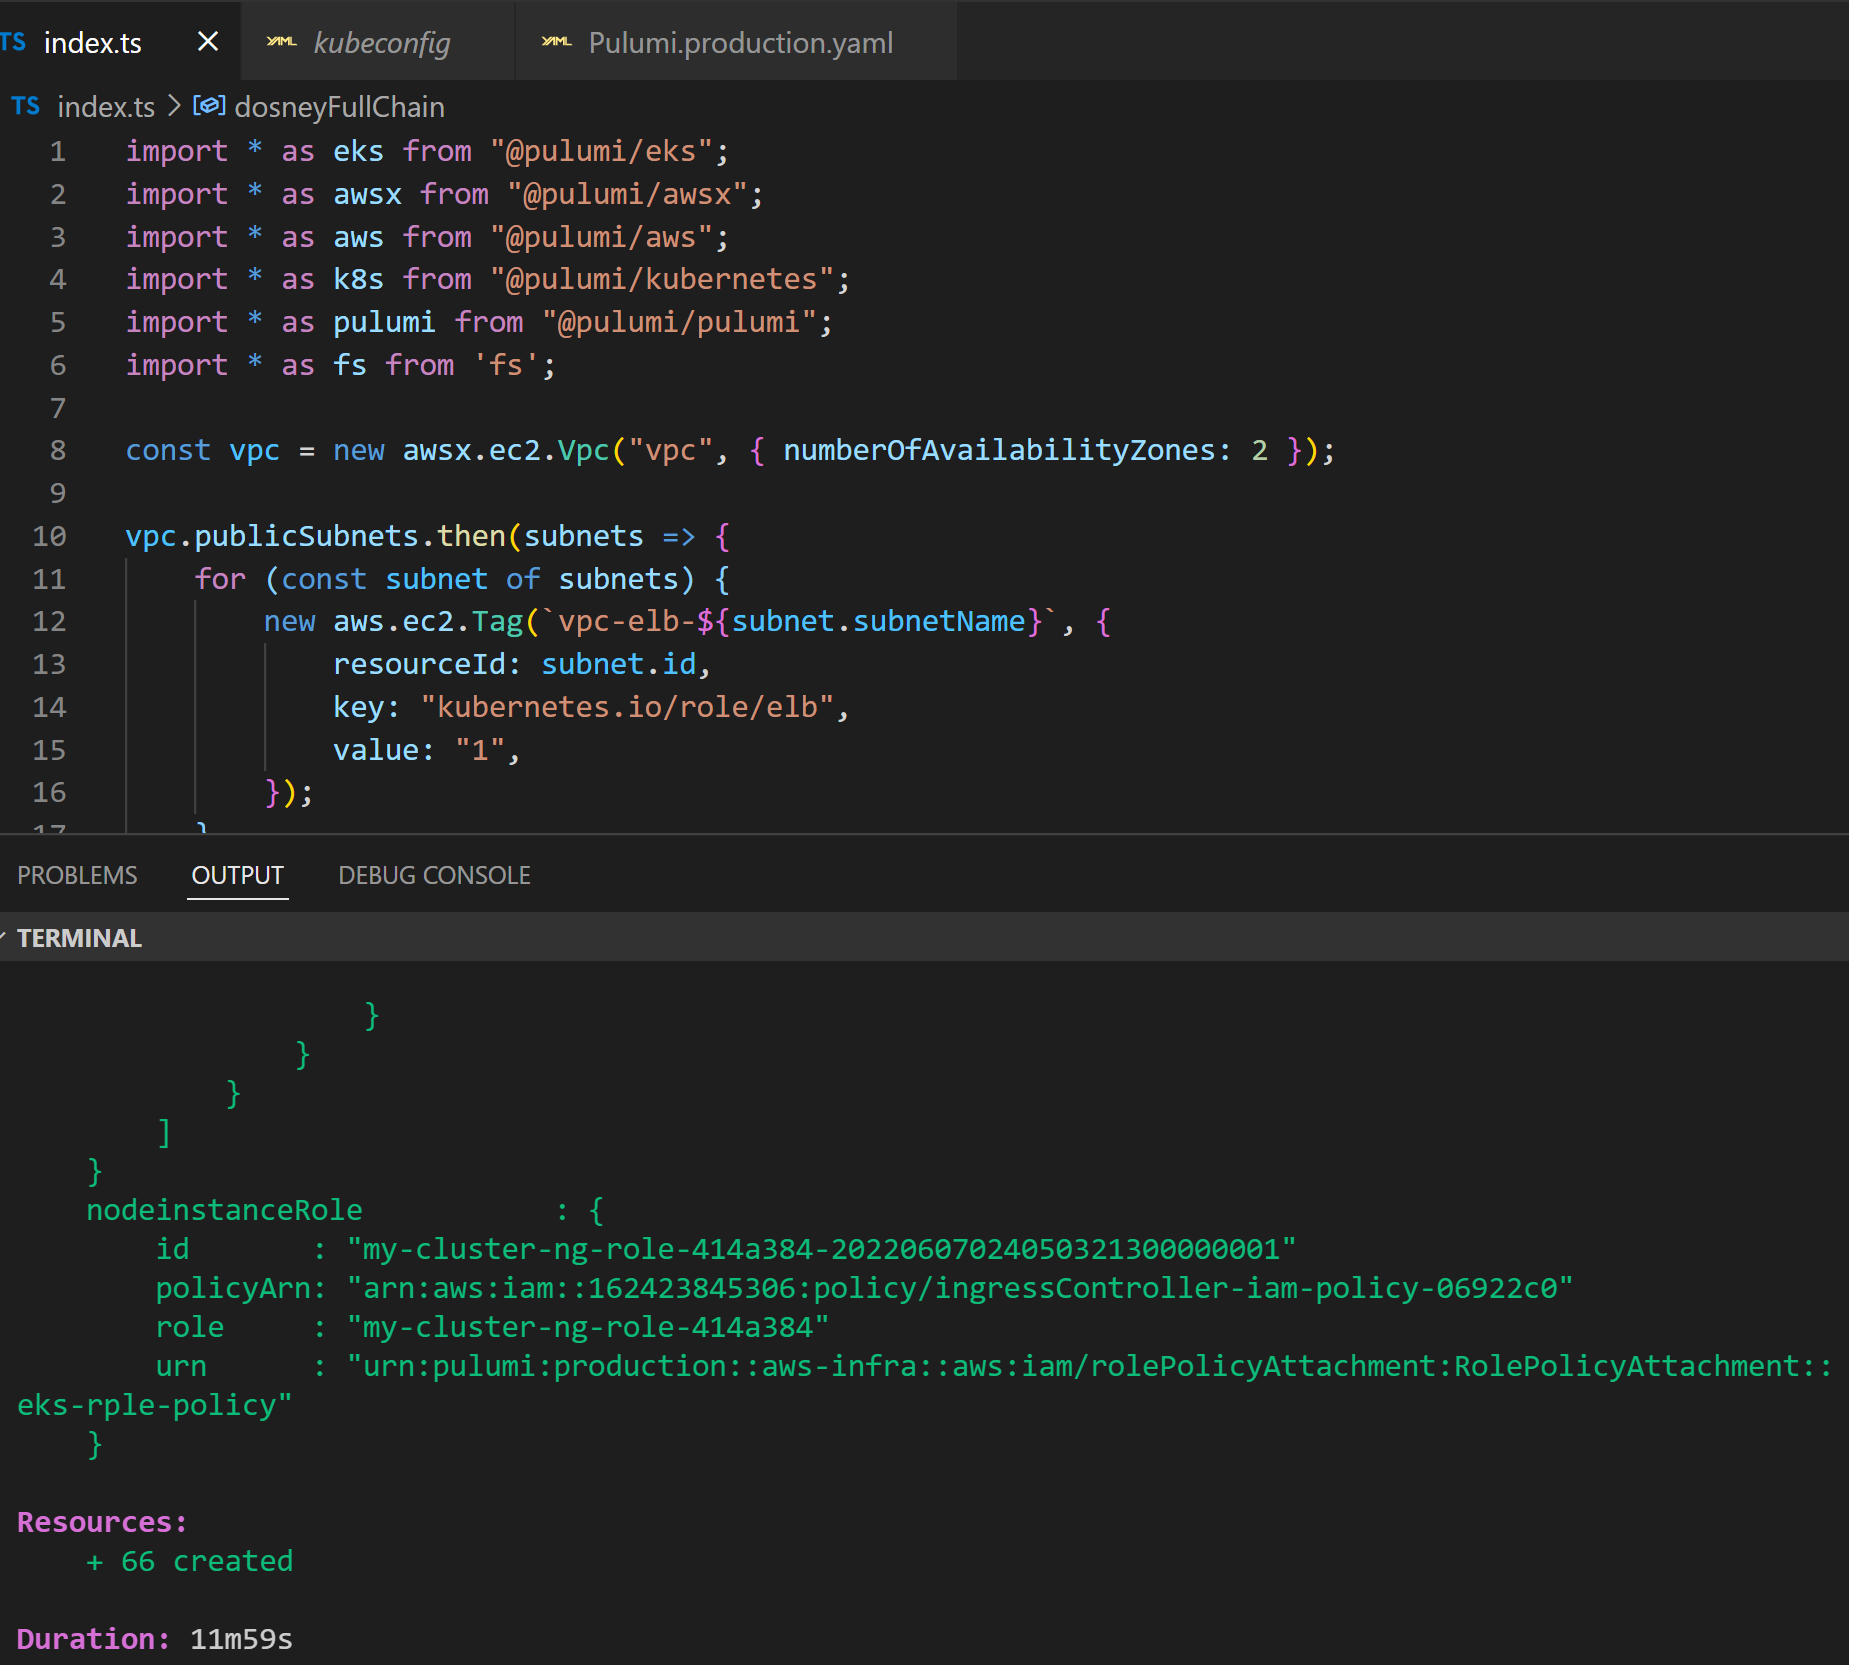 TS index.ts × YAML kubeconfig YAML Pulumi.production.yaml
TS index.ts > dosneyFullChain
1 import * as eks from "@pulumi/eks";
2 import * as awsx from "@pulumi/awsx";
3 import * as aws from "@pulumi/aws";
4 import * as k8s from "@pulumi/kubernetes";
5 import * as pulumi from "@pulumi/pulumi";
6 import * as fs from 'fs';
7
8 const vpc = new awsx.ec2.Vpc("vpc", { numberOfAvailabilityZones: 2 });
9
10 vpc.publicSubnets.then(subnets => {
11     for (const subnet of subnets) {
12         new aws.ec2.Tag(`vpc-elb-${subnet.subnetName}`, {
13             resourceId: subnet.id,
14             key: "kubernetes.io/role/elb",
15             value: "1",
16         });
17     }
PROBLEMS OUTPUT DEBUG CONSOLE
TERMINAL
}
}
}
]
}
nodeinstanceRole : {
id : "my-cluster-ng-role-414a384-20220607024050321300000001"
policyArn: "arn:aws:iam::162423845306:policy/ingressController-iam-policy-06922c0"
role : "my-cluster-ng-role-414a384"
urn : "urn:pulumi:production::aws-infra::aws:iam/rolePolicyAttachment:RolePolicyAttachment::
eks-rple-policy"
}
Resources:
+ 66 created
Duration: 11m59s